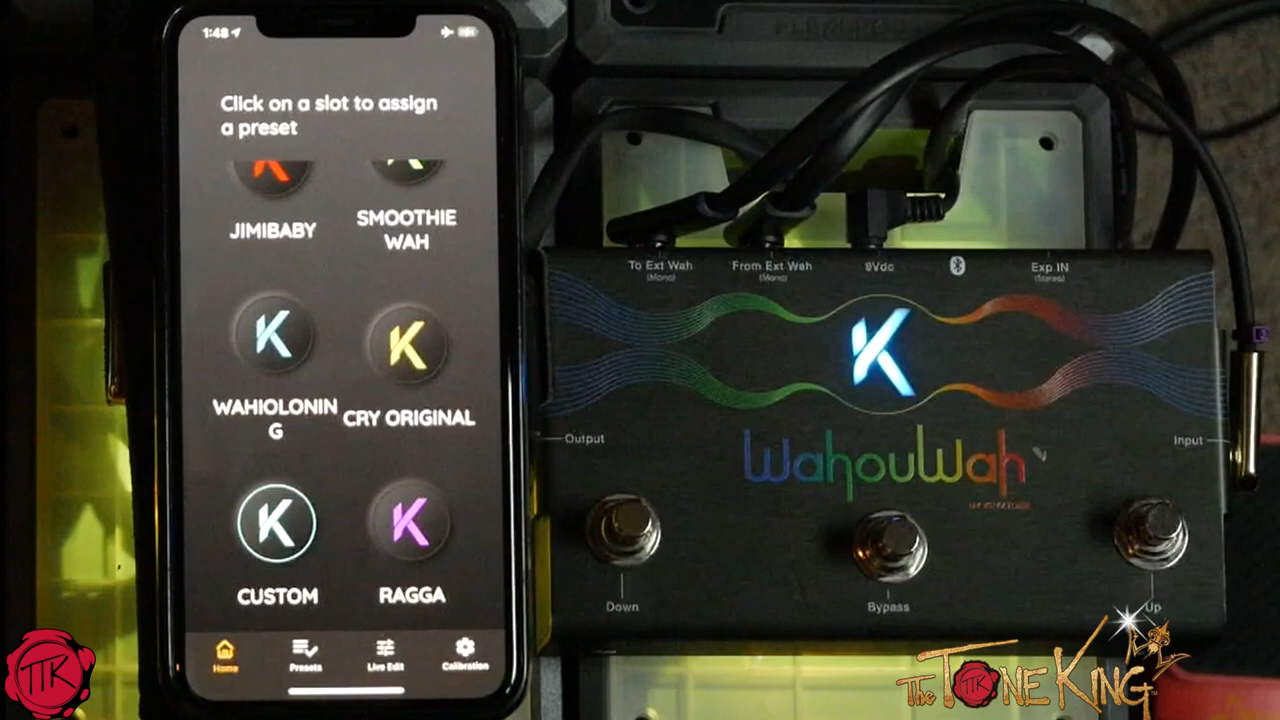 1:48
Click on a slot to assign
a preset
JIMIBABY
SMOOTHIE
WAH
WAHIOLONIN
G
CRY ORIGINAL
CUSTOM
RAGGA
Home
Presets
Live Edit
Calibration
To Ext Wah
(Mono)
From Ext Wah
(Mono)
9Vdc
Exp IN
(Stereo)
K
Output
Input
WahouWah
Down
Bypass
Up
TTK
The ToneKing™